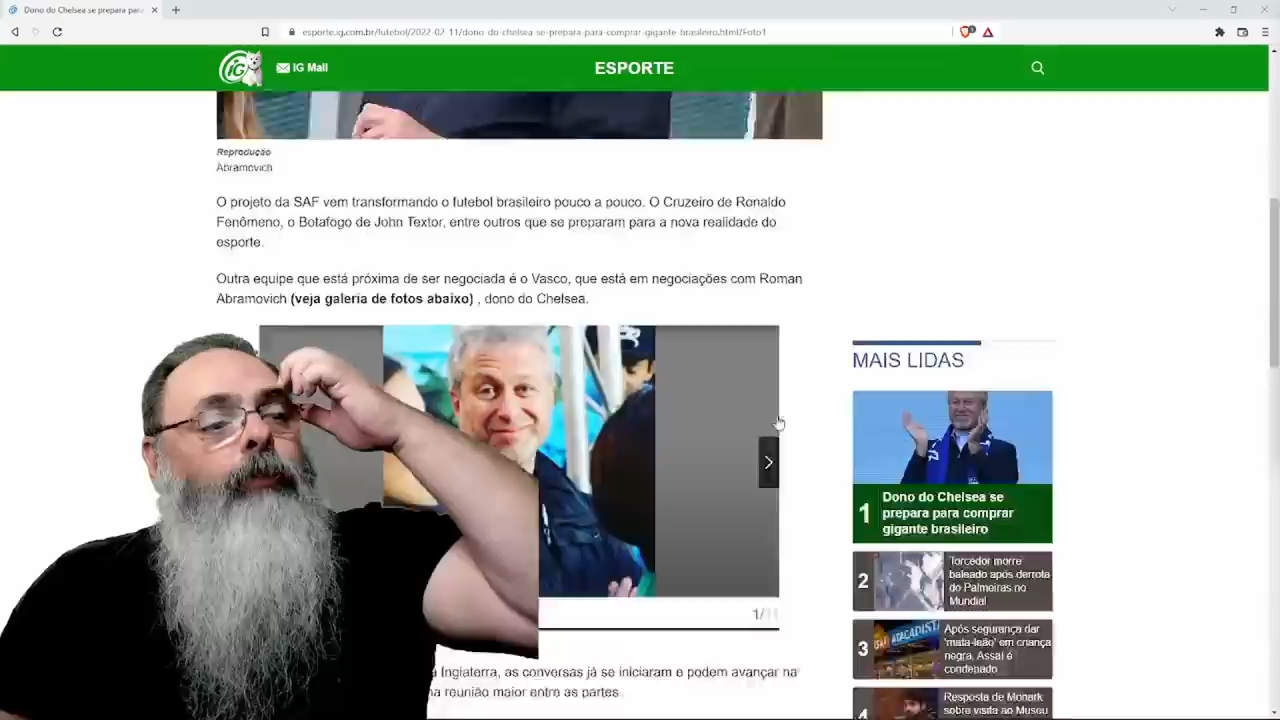 Dono do Chelsea se prepara para
esporte.ig.com.br/futebol/2022-02-11/dono-do-chelsea-se-prepara-para-comprar-gigante-brasileiro.html?Foto1
iG
iG Mail
ESPORTE
Reprodução
Abramovich
O projeto da SAF vem transformando o futebol brasileiro pouco a pouco. O Cruzeiro de Ronaldo
Fenômeno, o Botafogo de John Textor, entre outros que se preparam para a nova realidade do
esporte.
Outra equipe que está próxima de ser negociada é o Vasco, que está em negociações com Roman
Abramovich (veja galeria de fotos abaixo) , dono do Chelsea.
1/11
Inglaterra, as conversas já se iniciaram e podem avançar na
reunião maior entre as partes
MAIS LIDAS
1
Dono do Chelsea se
prepara para comprar
gigante brasileiro
2
Torcedor morre
baleado após derrota
do Palmeiras no
Mundial
ATACADISTA
3
Após segurança dar
'mata-leão' em criança
negra, Assaí é
condenado
4
Resposta de Monark
sobre visita ao Museu